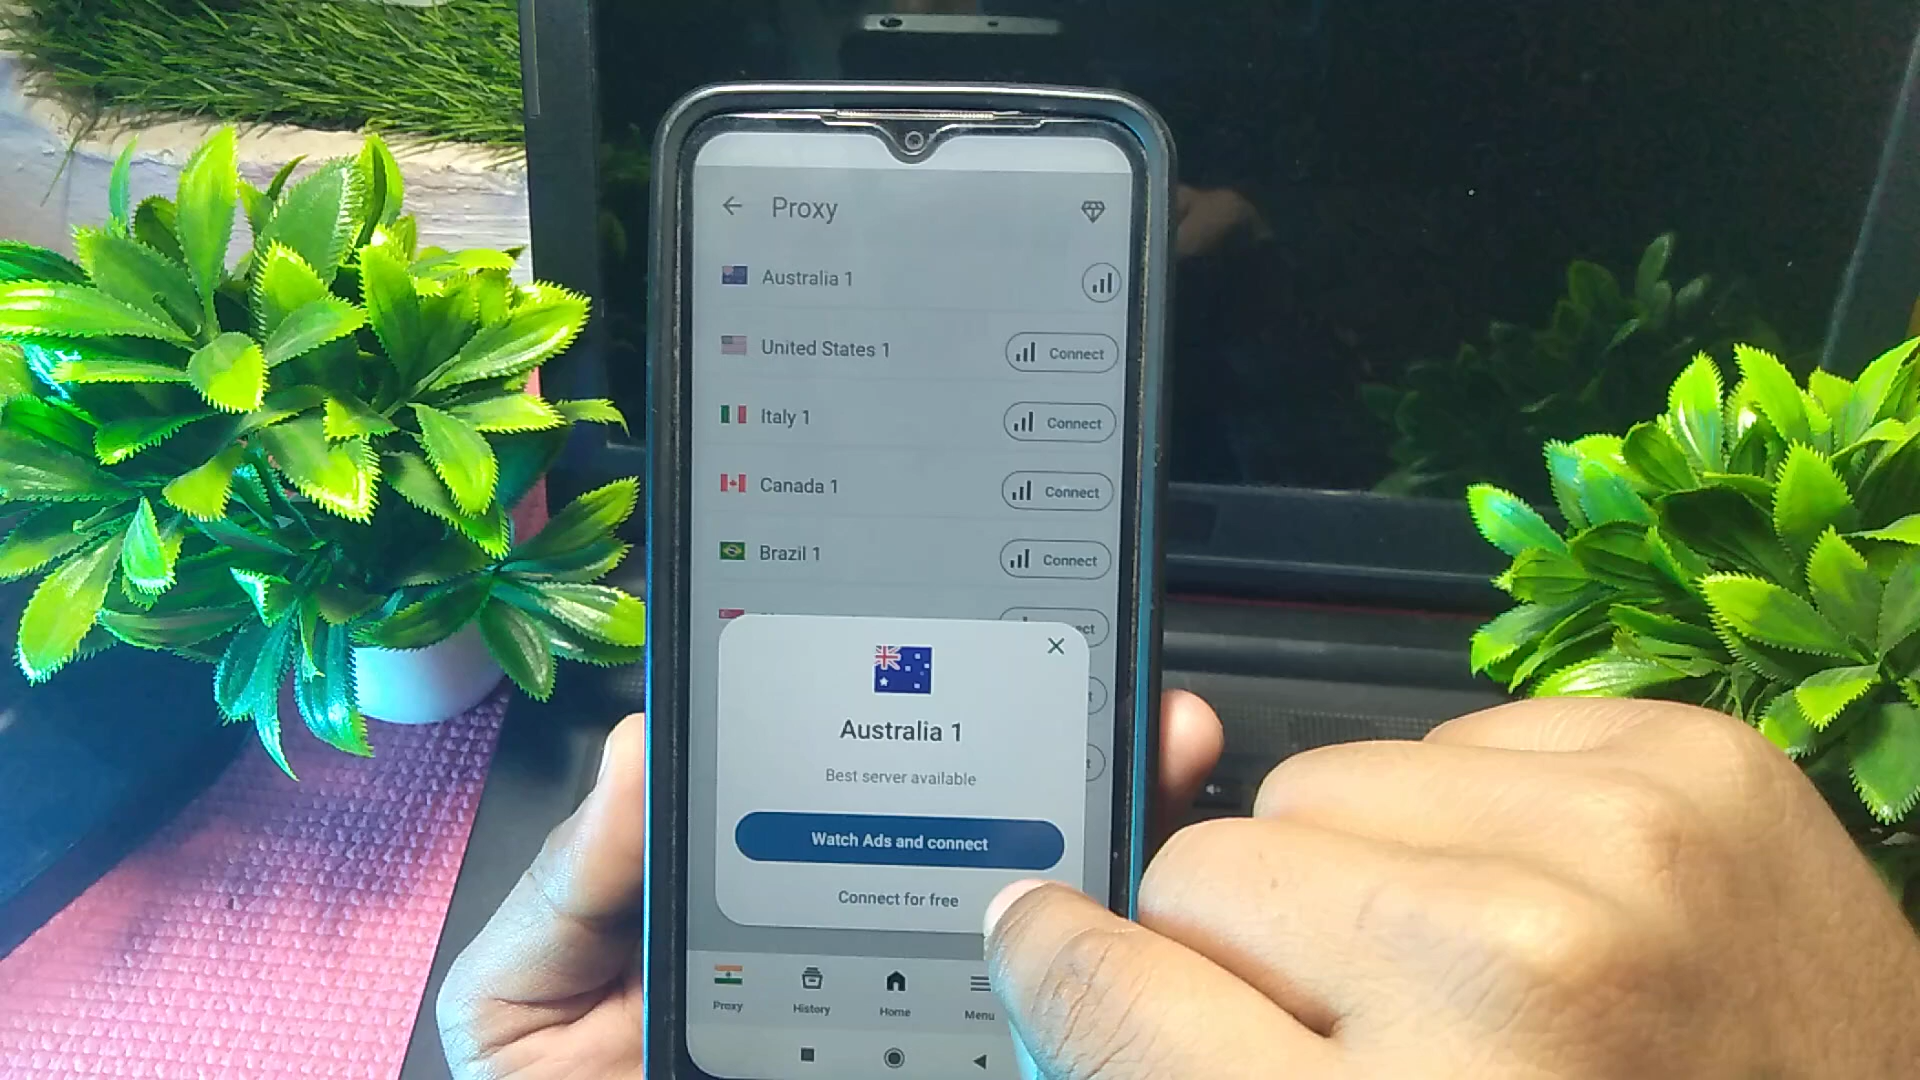 Proxy
Australia 1
United States 1
Connect
Italy 1
Connect
Canada 1
Connect
Brazil 1
Connect
Australia 1
Best server available
Watch Ads and connect
Connect for free
Proxy
History
Home
Menu